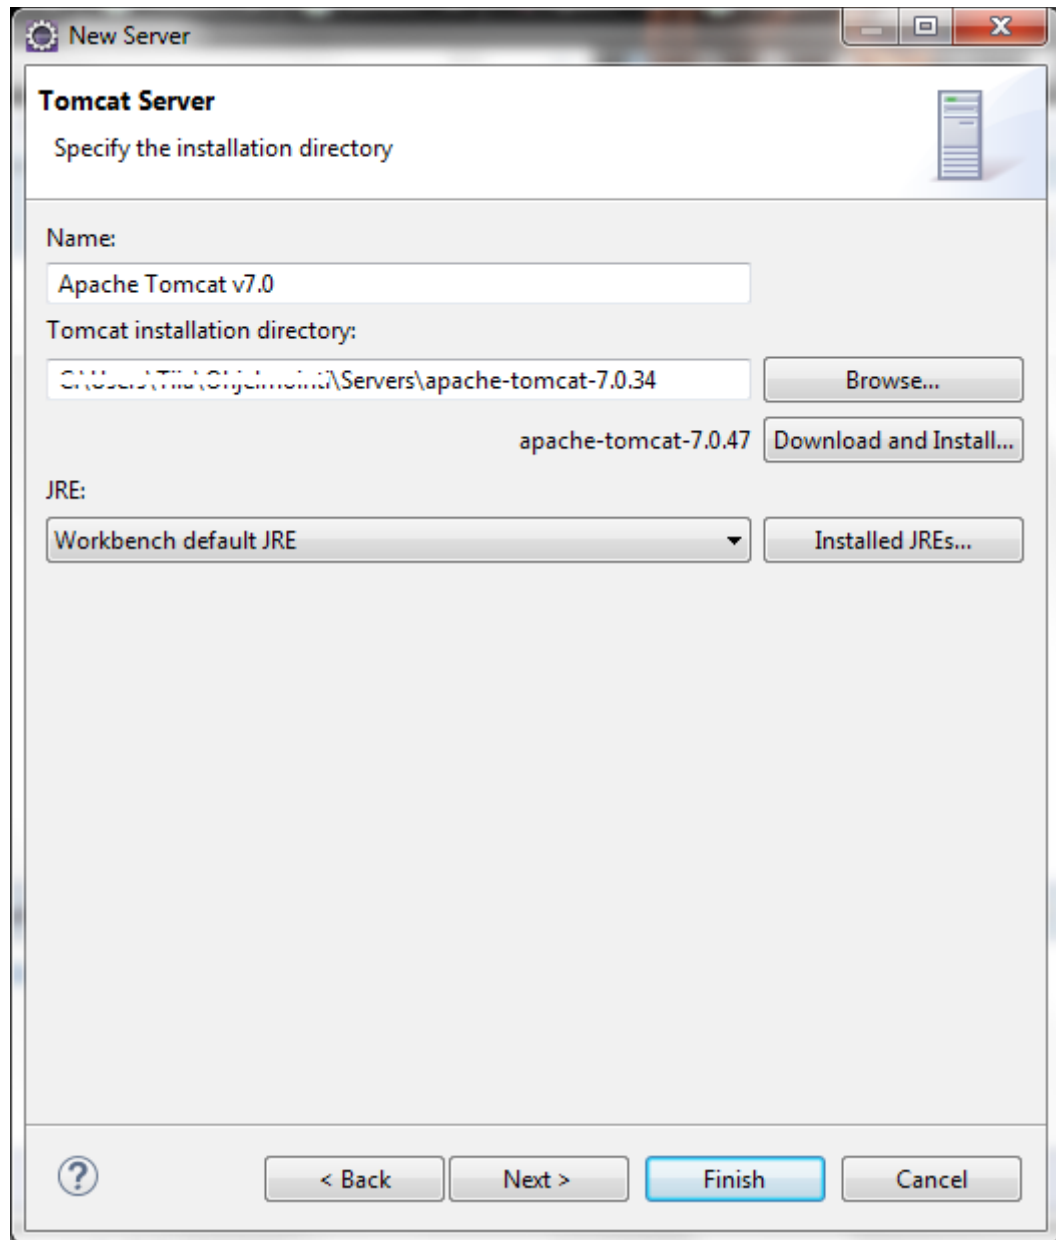 New Server
Tomcat Server
Specify the installation directory
Name:
Apache Tomcat v7.0
Tomcat installation directory:
\Servers\apache-tomcat-7.0.34
Browse...
apache-tomcat-7.0.47
Download and Install...
JRE:
Workbench default JRE
Installed JREs...
< Back
Next >
Finish
Cancel